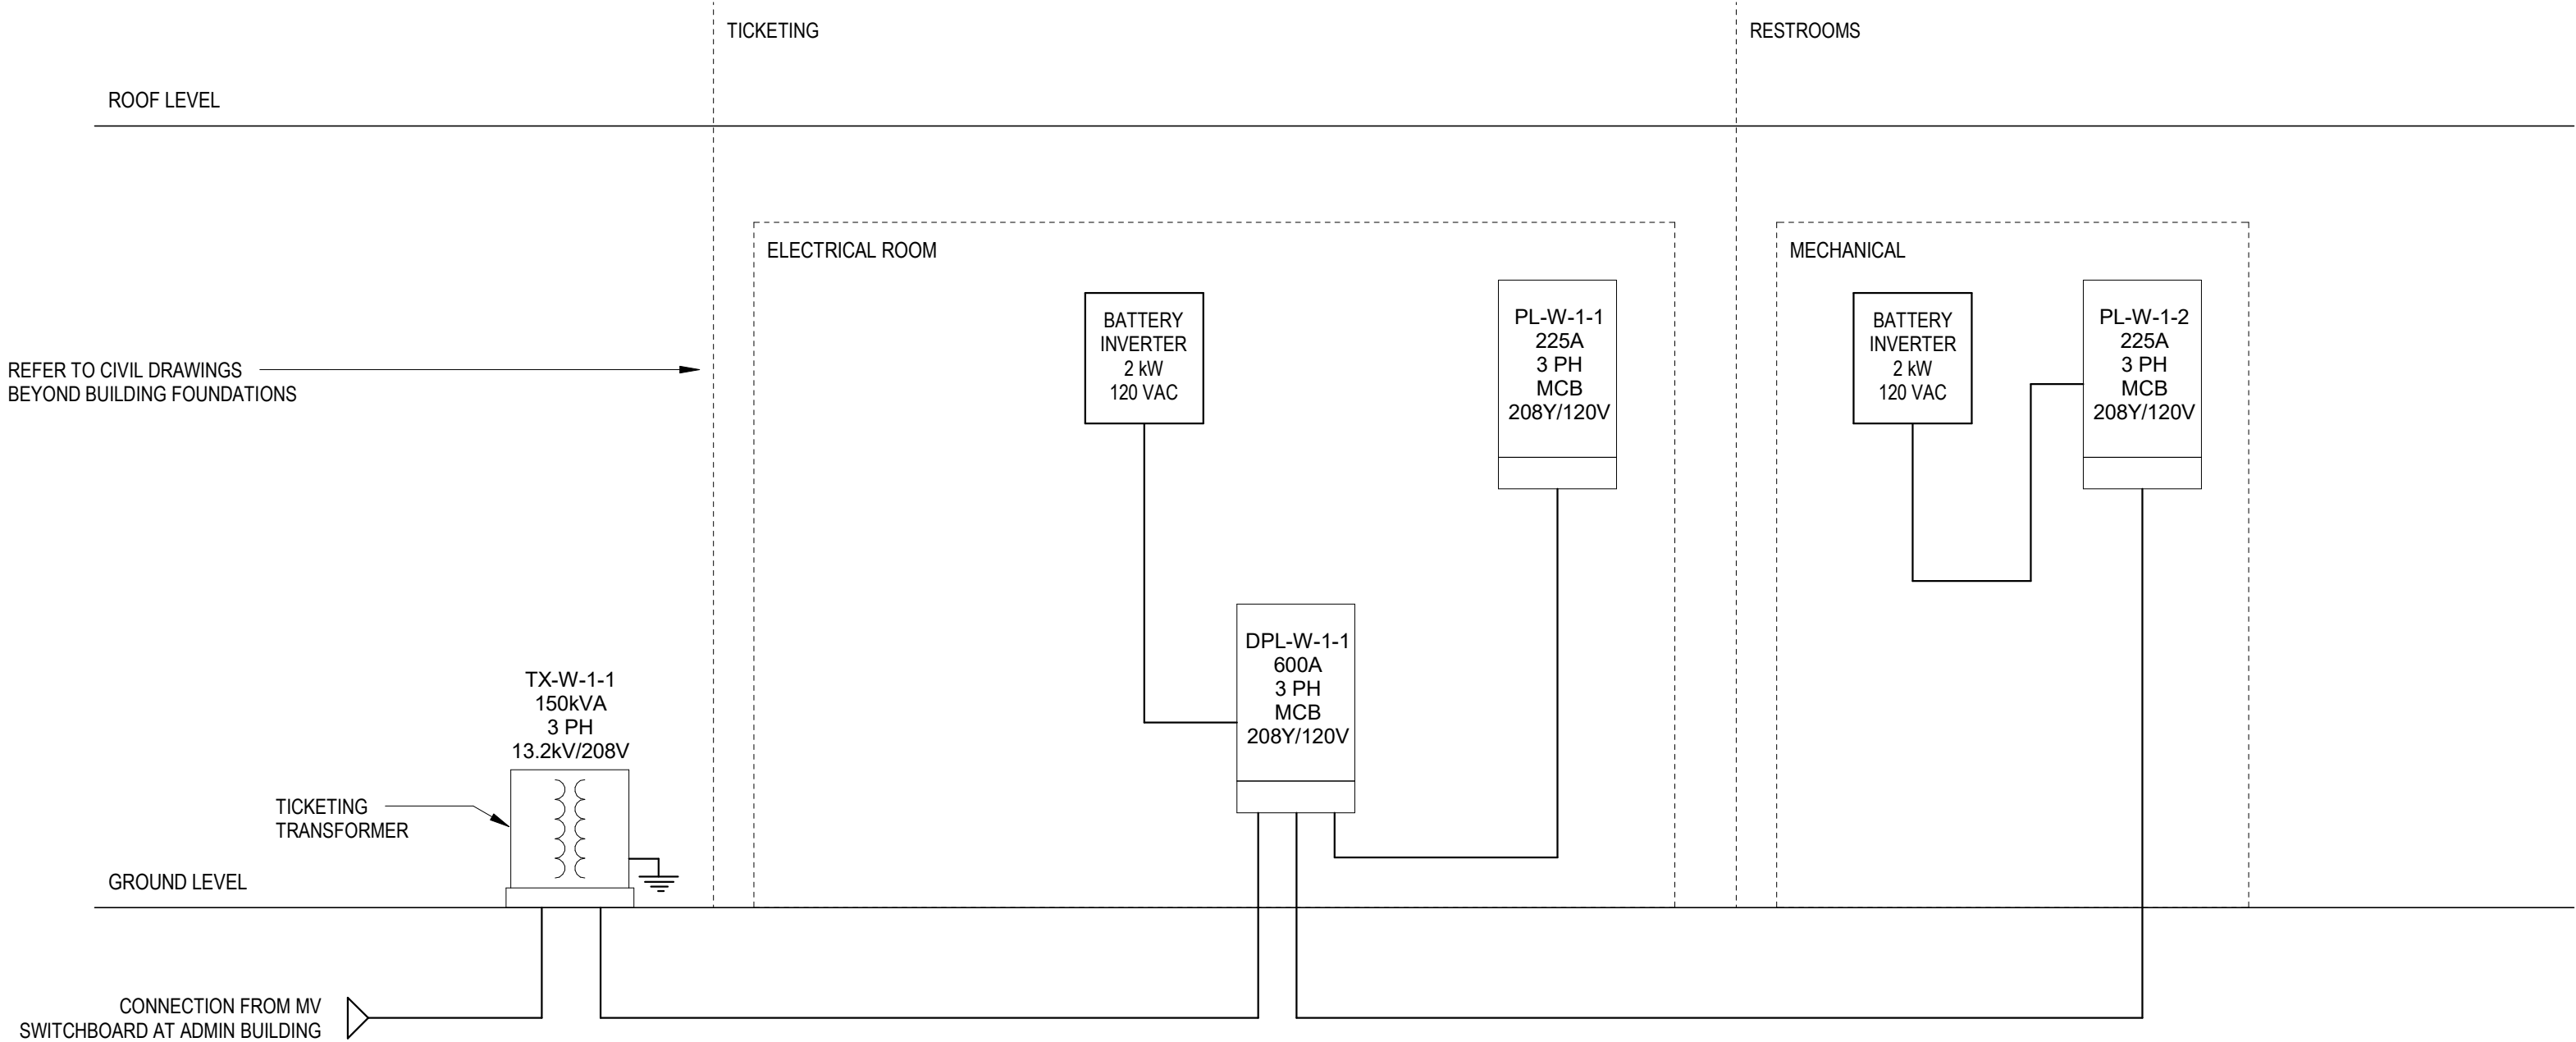 TICKETING
RESTROOMS
ROOF LEVEL
ELECTRICAL ROOM
MECHANICAL
REFER TO CIVIL DRAWINGS
BEYOND BUILDING FOUNDATIONS
BATTERY
INVERTER
2 kW
120 VAC
PL-W-1-1
225A
3 PH
MCB
208Y/120V
BATTERY
INVERTER
2 kW
120 VAC
PL-W-1-2
225A
3 PH
MCB
208Y/120V
DPL-W-1-1
600A
3 PH
MCB
208Y/120V
TX-W-1-1
150kVA
3 PH
13.2kV/208V
TICKETING
TRANSFORMER
GROUND LEVEL
CONNECTION FROM MV
SWITCHBOARD AT ADMIN BUILDING